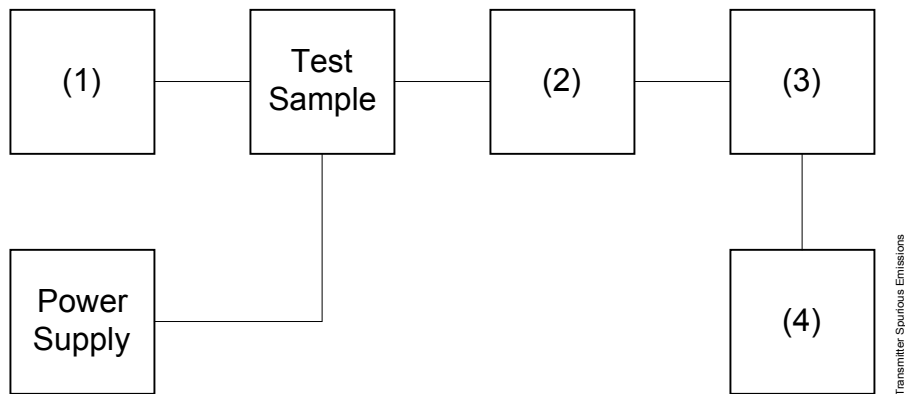 (1)
Test
Sample
(2)
(3)
Power
Supply
(4)
Transmitter Spurious Emissions